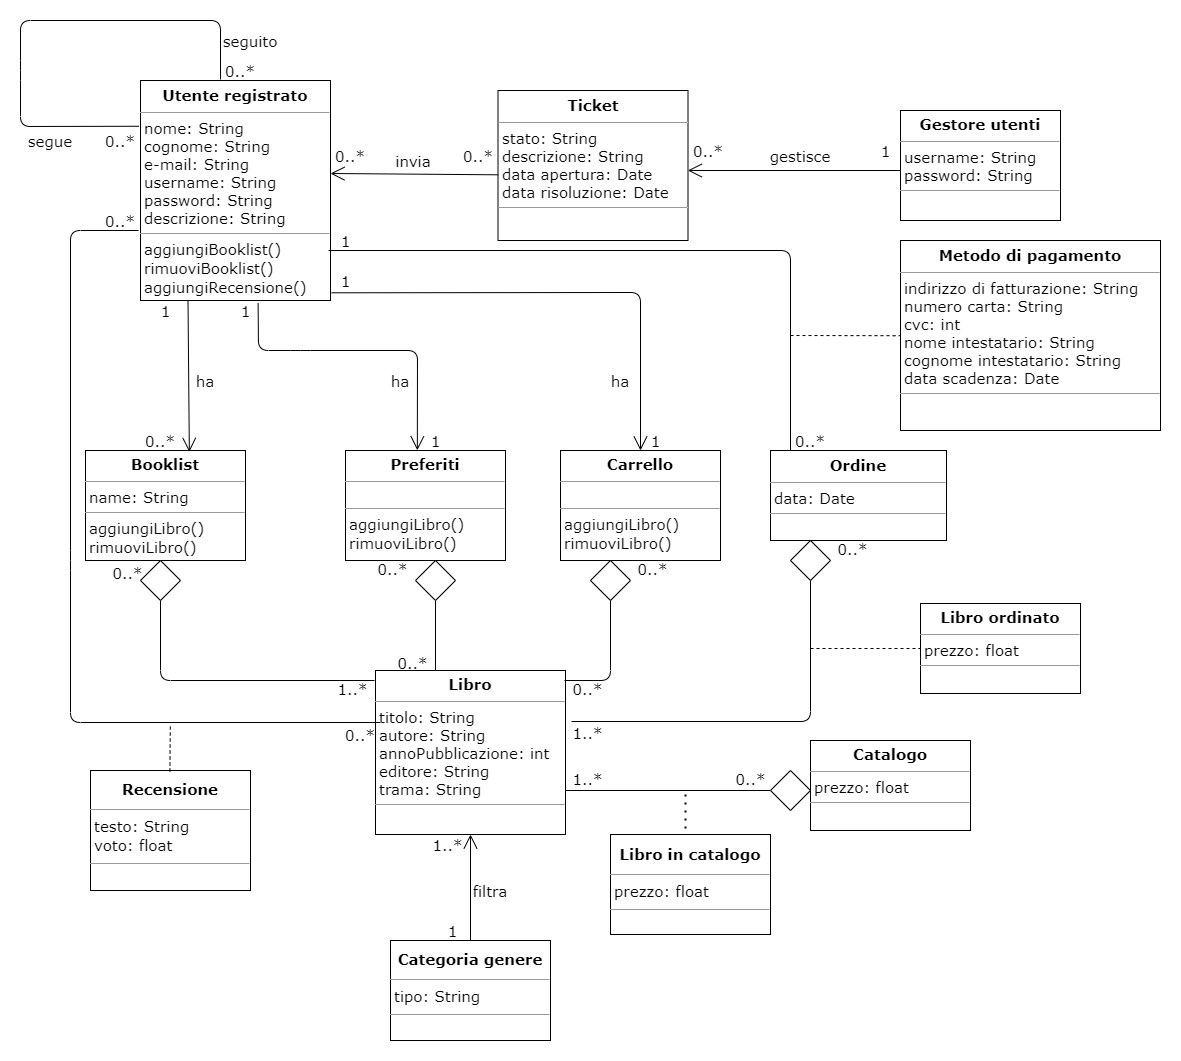 seguito
0..*
segue
0..*
Utente registrato
nome: String
cognome: String
e-mail: String
username: String
password: String
descrizione: String
aggiungiBooklist()
rimuoviBooklist()
aggiungiRecensione()
0..*
0..*
invia
0..*
Ticket
stato: String
descrizione: String
data apertura: Date
data risoluzione: Date
0..*
gestisce
1
Gestore utenti
username: String
password: String
Metodo di pagamento
indirizzo di fatturazione: String
numero carta: String
cvc: int
nome intestatario: String
cognome intestatario: String
data scadenza: Date
1
1
1
1
ha
ha
ha
0..*
1
1
0..*
Booklist
name: String
aggiungiLibro()
rimuoviLibro()
Preferiti
aggiungiLibro()
rimuoviLibro()
Carrello
aggiungiLibro()
rimuoviLibro()
Ordine
data: Date
0..*
0..*
0..*
0..*
Libro ordinato
prezzo: float
1..*
0..*
0..*
1..*
0..*
Libro
titolo: String
autore: String
annoPubblicazione: int
editore: String
trama: String
1..*
0..*
Catalogo
prezzo: float
Recensione
testo: String
voto: float
Libro in catalogo
prezzo: float
1..*
filtra
1
Categoria genere
tipo: String